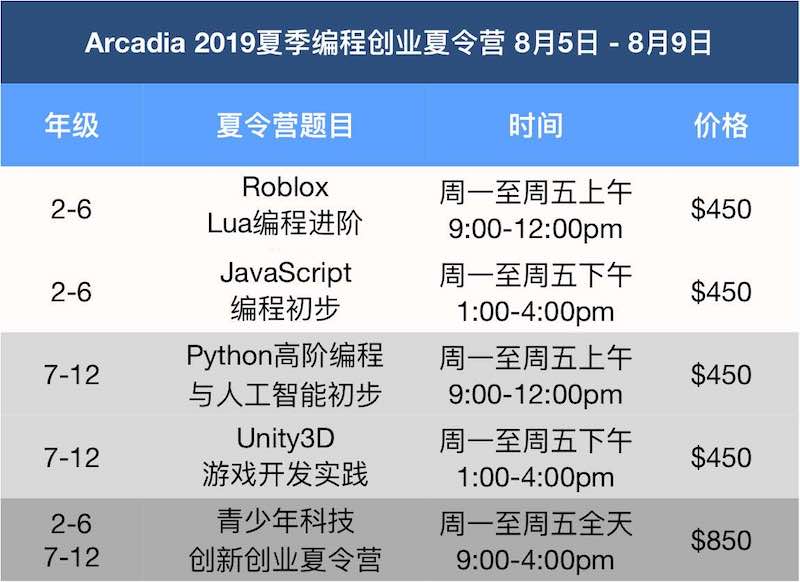 Arcadia 2019夏季编程创业夏令营 8月5日 - 8月9日
年级 夏令营题目 时间 价格
2-6 Roblox Lua编程进阶 周一至周五上午 9:00-12:00pm $450
2-6 JavaScript 编程初步 周一至周五下午 1:00-4:00pm $450
7-12 Python高阶编程 与人工智能初步 周一至周五上午 9:00-12:00pm $450
7-12 Unity3D 游戏开发实践 周一至周五下午 1:00-4:00pm $450
2-6 7-12 青少年科技 创新创业夏令营 周一至周五全天 9:00-4:00pm $850